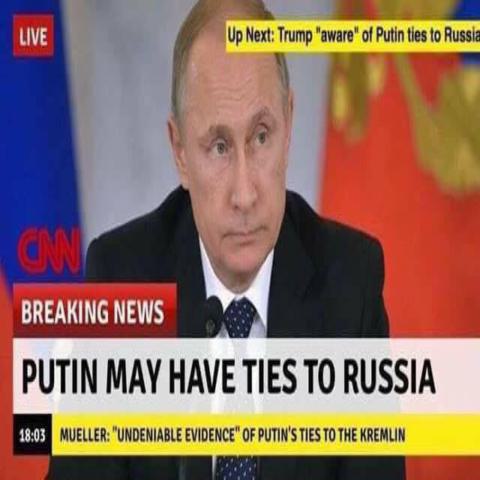 LIVE
Up Next: Trump "aware" of Putin ties to Russia
CNN
BREAKING NEWS
PUTIN MAY HAVE TIES TO RUSSIA
18:03 MUELLER: "UNDENIABLE EVIDENCE" OF PUTIN'S TIES TO THE KREMLIN